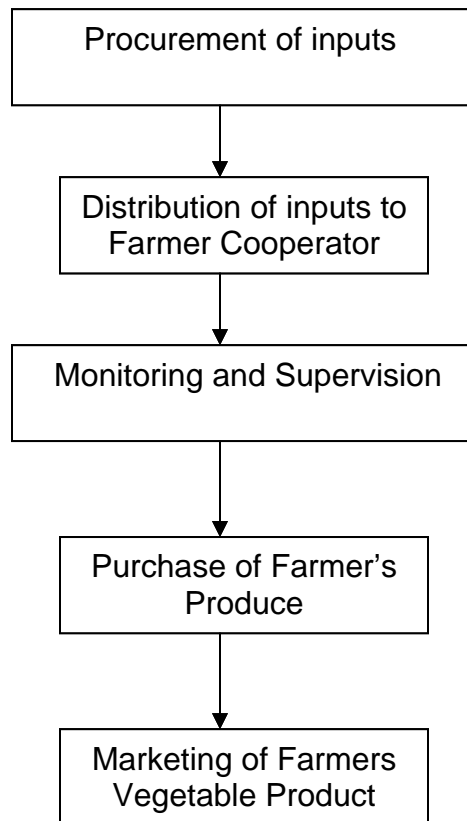 Procurement of inputs
Distribution of inputs to
Farmer Cooperator
Monitoring and Supervision
Purchase of Farmer’s
Produce
Marketing of Farmers
Vegetable Product